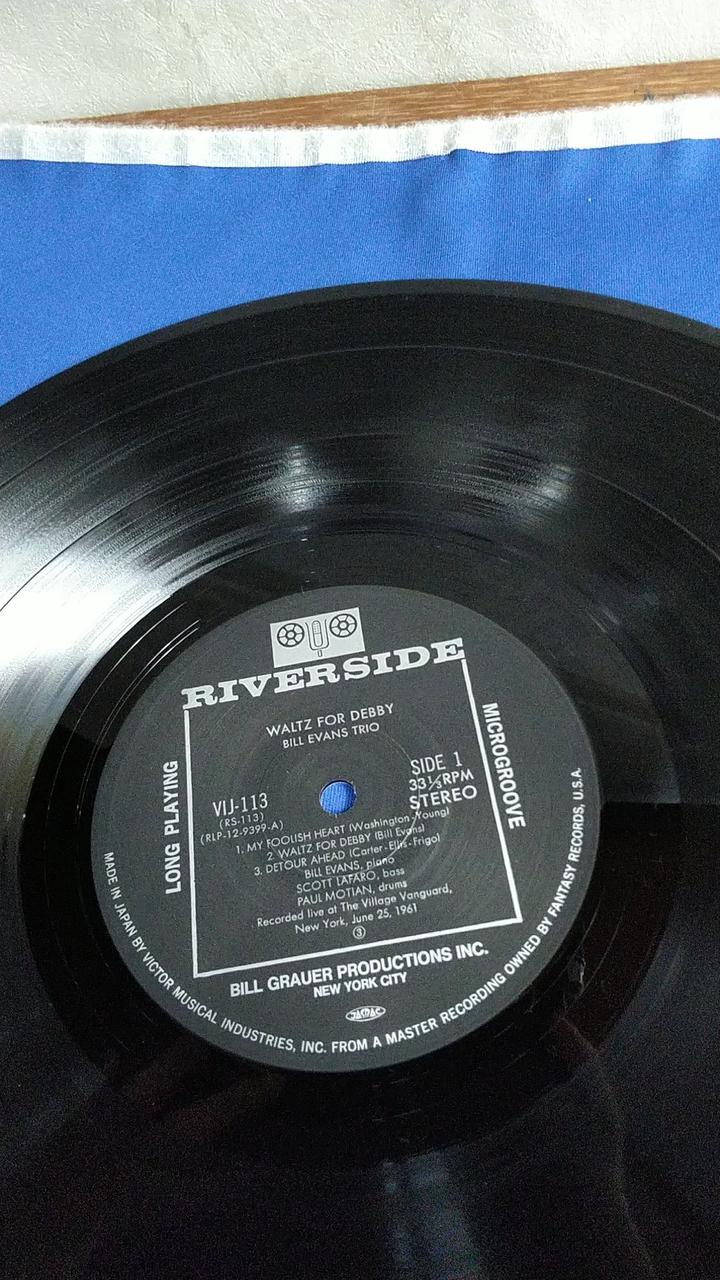 RIVERSIDE
WALTZ FOR DEBBY
BILL EVANS TRIO
SIDE 1
33⅓RPM
STEREO
VIJ-113
(RS-113)
(RLP-12-9399-A)
1. MY FOOLISH HEART (Washington-Young)
2. WALTZ FOR DEBBY (Bill Evans)
3. DETOUR AHEAD (Carter-Ellis-Frigo)
BILL EVANS, piano
SCOTT LAFARO, bass
PAUL MOTIAN, drums
Recorded live at The Village Vanguard,
New York, June 25, 1961
③
LONG PLAYING
MICROGROOVE
BILL GRAUER PRODUCTIONS INC.
NEW YORK CITY
JASRAC
MADE IN JAPAN BY VICTOR MUSICAL INDUSTRIES, INC. FROM A MASTER RECORDING OWNED BY FANTASY RECORDS, U.S.A.